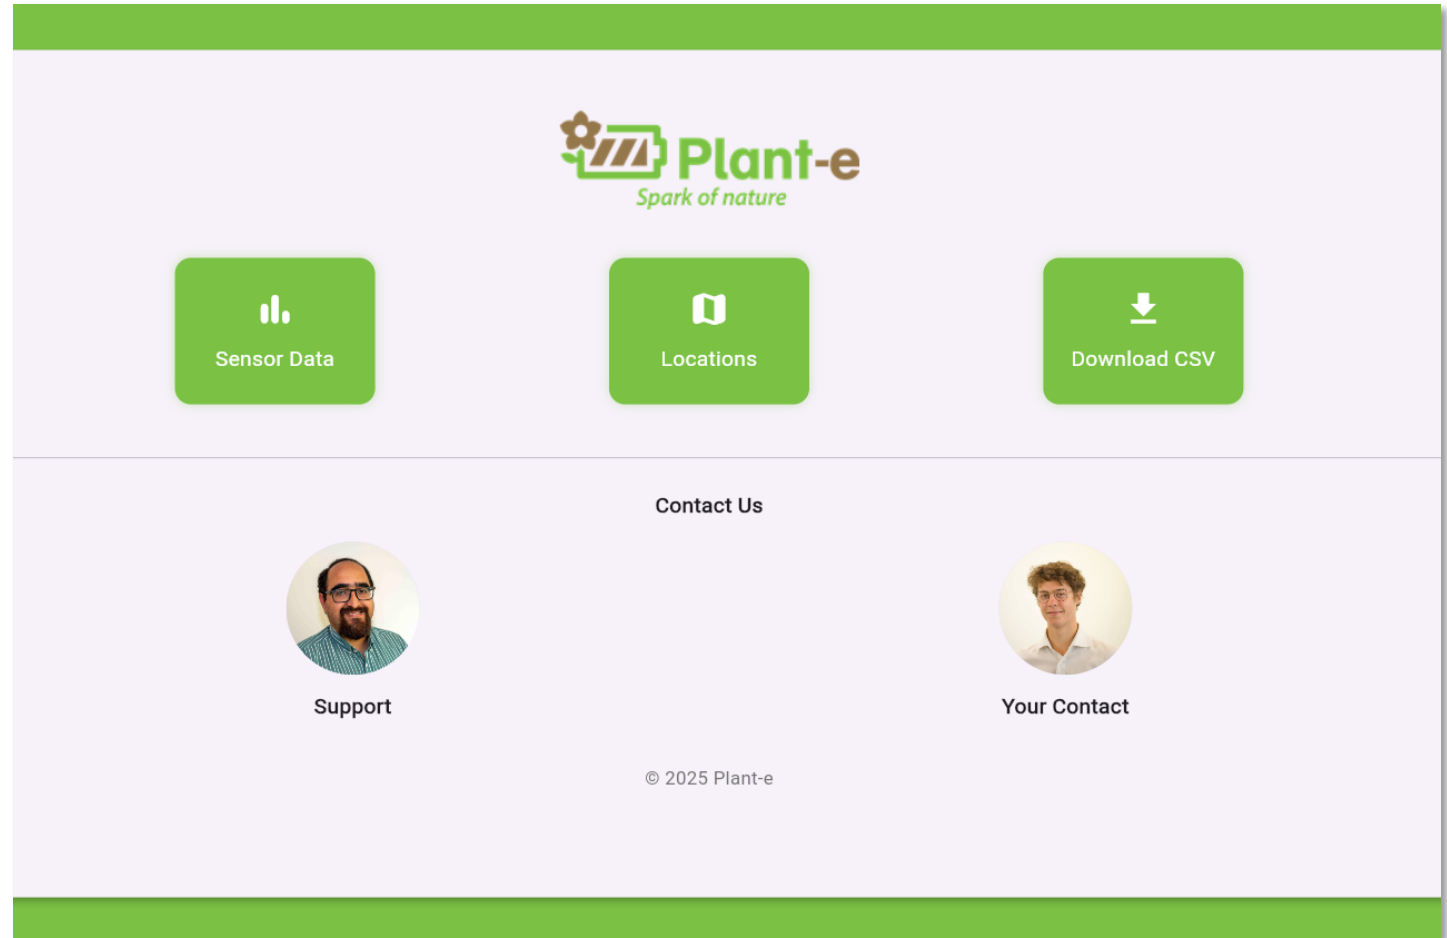 Plant-e
Spark of nature
Sensor Data
Locations
Download CSV
Contact Us
Support
Your Contact
© 2025 Plant-e